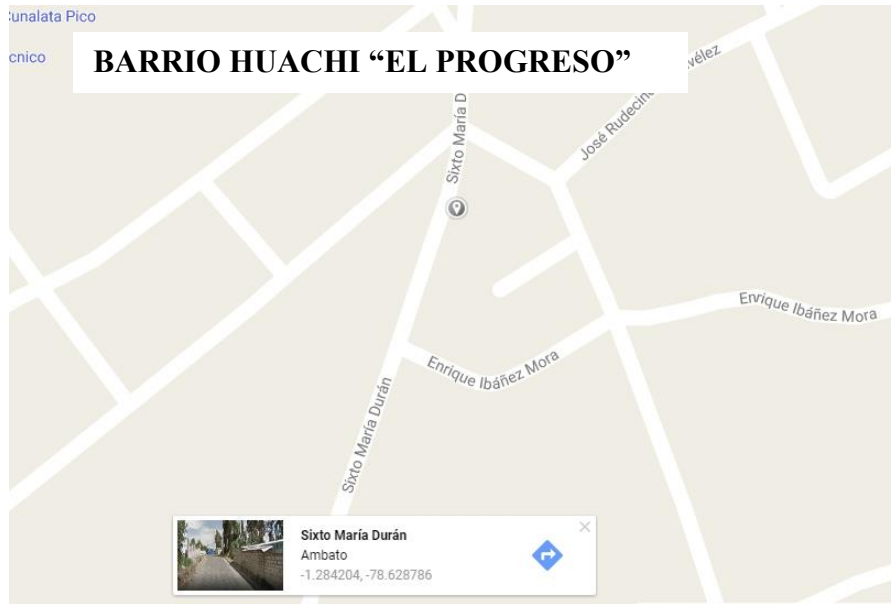 Cunalata Pico
cnico
BARRIO HUACHI “EL PROGRESO”
vélez
José Rudecin
Sixto María D
Enrique Ibáñez Mora
Enrique Ibáñez Mora
Sixto María Durán
Sixto María Durán
Ambato
-1.284204, -78.628786